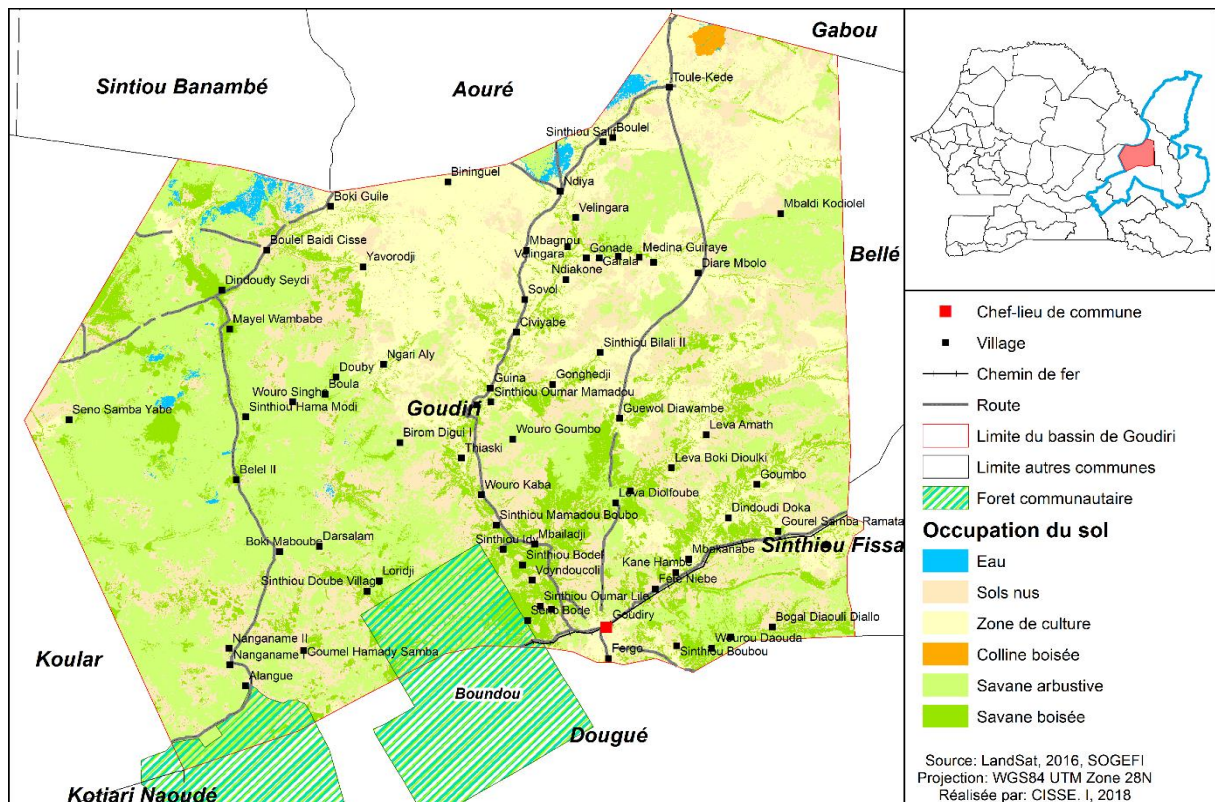 Gabou
Sintiou Banambé
Aouré
Toule-Kede
Sinthiou Salif
Boulel
Bininguel
Ndiya
Boki Guile
Velingara
Mbaldi Kodiolel
Boulel Baidi Cisse
Mbagnou
Velingara
Gonade
Medina Guiraye
Bellé
Yavorodji
Gafala
Diare Mbolo
Ndiakone
Dindoudy Seydi
Sovol
Mayel Wambabe
Civiyabe
Sinthiou Bilali II
Ngari Aly
Douby
Gonghedji
Wouro Singhe
Boula
Guina
Sinthiou Oumar Mamadou
Seno Samba Yabe
Sinthiou Hama Modi
Goudiri
Guewol Diawambe
Birom Digui I
Wouro Goumbo
Leva Amath
Thiaski
Leva Boki Dioulki
Belel II
Goumbo
Wouro Kaba
Leva Diolfoube
Sinthiou Mamadou Boubo
Dindoudi Doka
Gourel Samba Ramata
Boki Maboube
Darsalam
Sinthiou Idy
Mbailadji
Sinthiou Fissa
Sinthiou Bodel
Mbakanabe
Kane Hambe
Sinthiou Doube Village
Loridji
Voyndoucoli
Fete Niebe
Sinthiou Oumar Lile
Seno Bode
Goudiry
Bogal Diaouli Diallo
Nanganame II
Goumel Hamady Samba
Nanganame I
Fergo
Wourou Daouda
Sinthiou Boubou
Koular
Alangue
Boundou
Dougué
Kotiari Naoudé
Chef-lieu de commune
Village
Chemin de fer
Route
Limite du bassin de Goudiri
Limite autres communes
Foret communautaire
Occupation du sol
Eau
Sols nus
Zone de culture
Colline boisée
Savane arbustive
Savane boisée
Source: LandSat, 2016, SOGEFI
Projection: WGS84 UTM Zone 28N
Réalisée par: CISSE. I, 2018